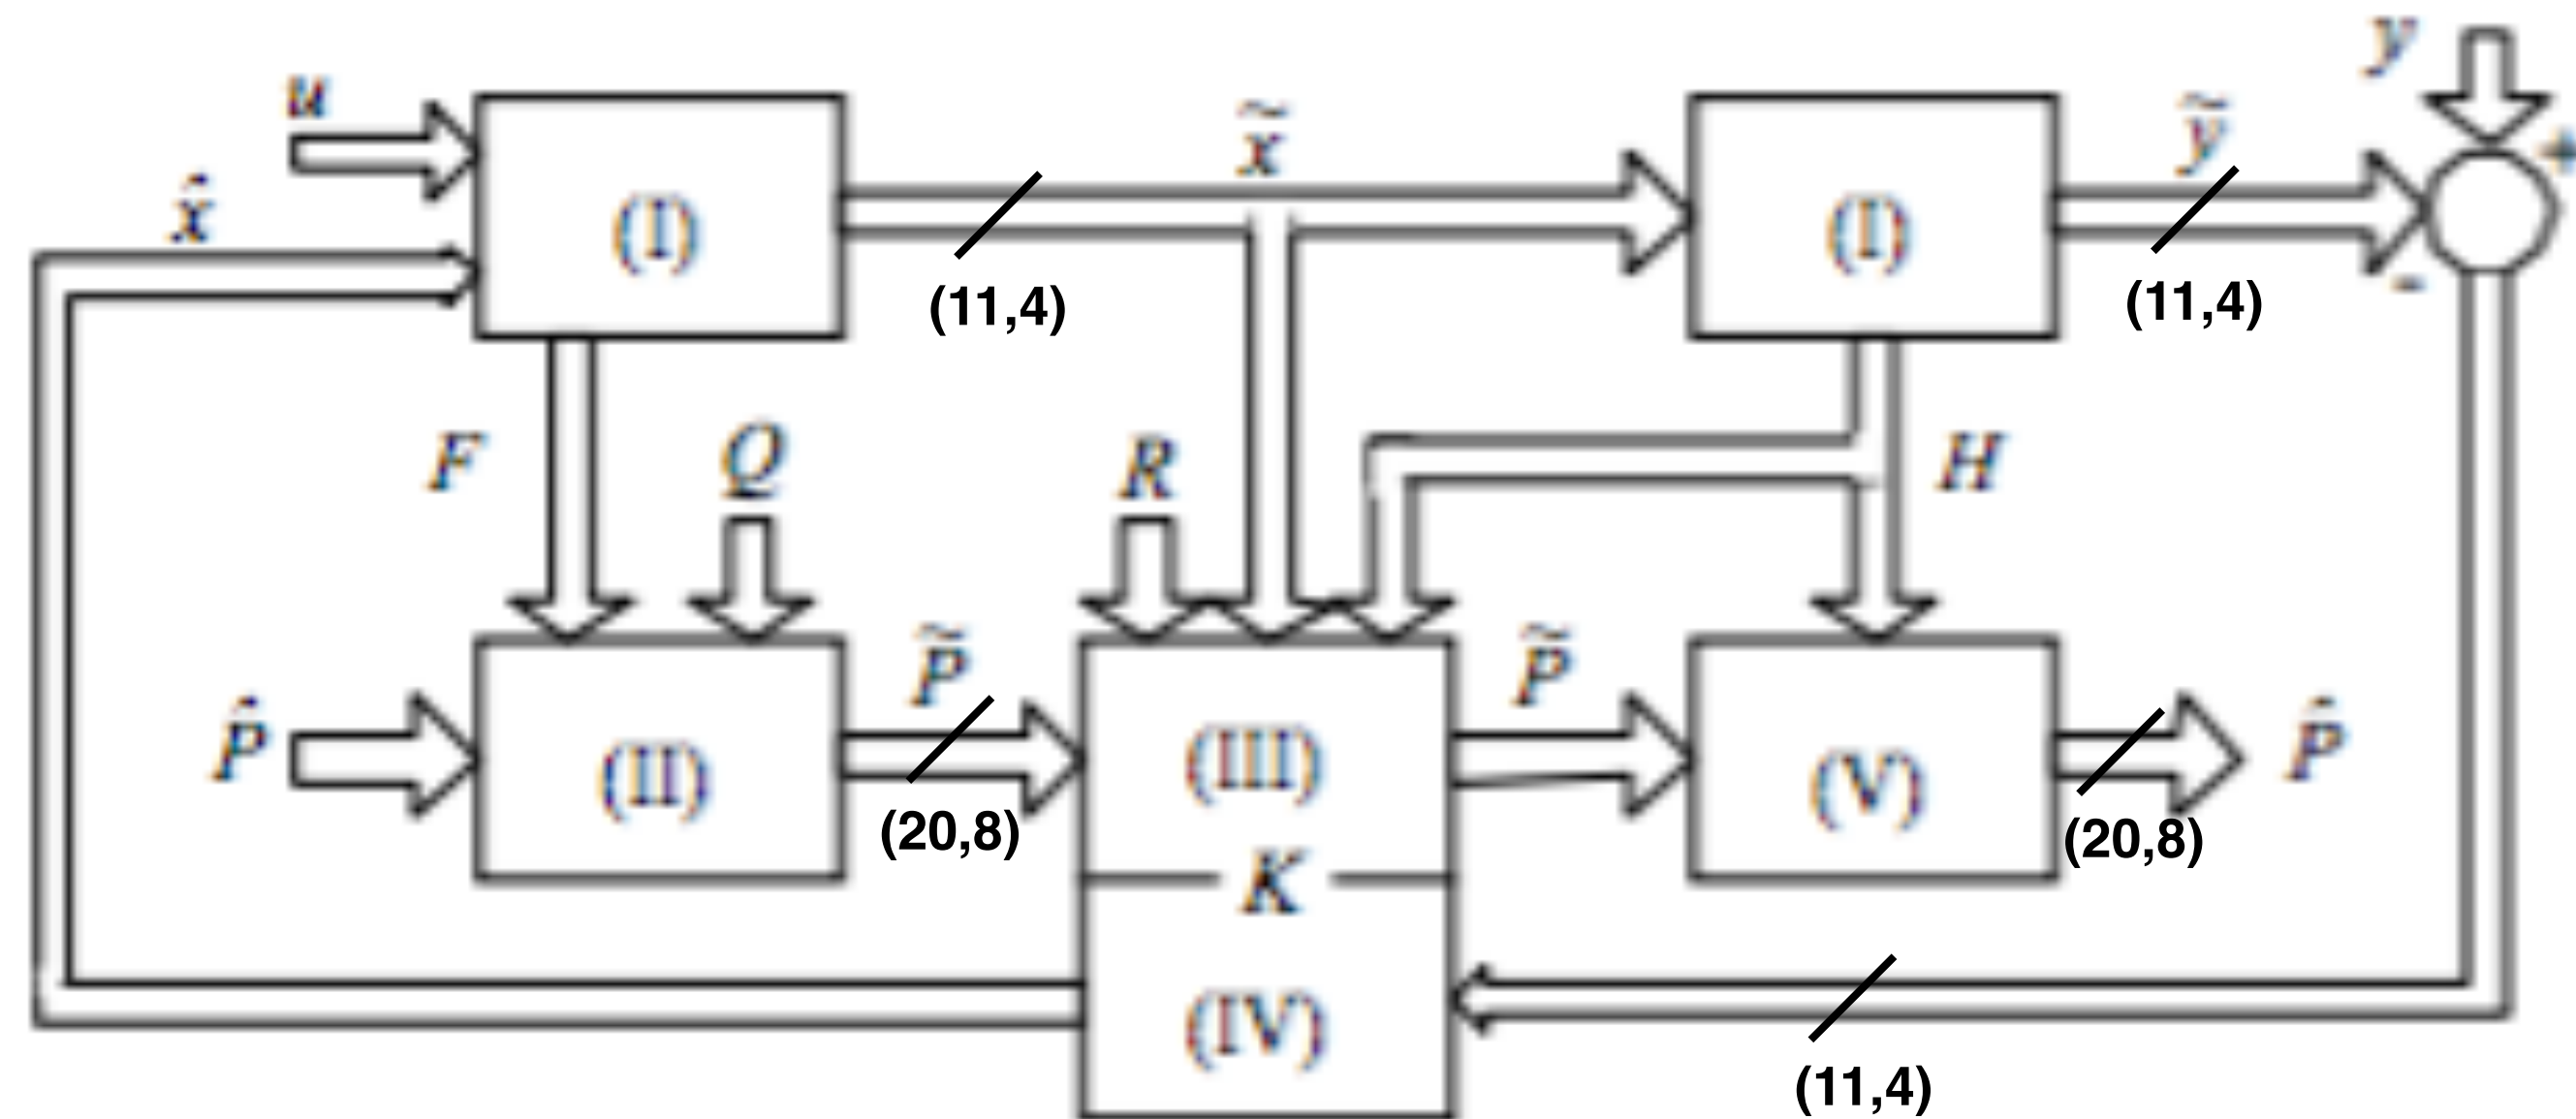 y
u
x̃
ỹ
+
x̂
(I)
(I)
-
(11,4)
(11,4)
F
Q
R
H
P̃
P̃
P̂
(II)
(III)
(V)
P̂
(20,8)
(20,8)
K
(IV)
(11,4)